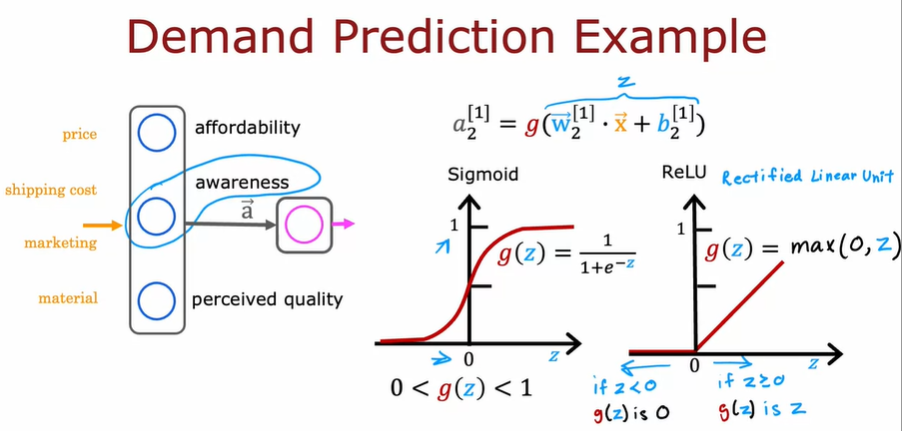 Demand Prediction Example
price
shipping cost
marketing
material
affordability
awareness
a⃗
perceived quality
z
a₂^[1] = g(w⃗₂^[1] · x⃗ + b₂^[1])
Sigmoid
1
g(z) = 1/(1+e^−z)
0
z
0 < g(z) < 1
ReLU Rectified Linear Unit
1
g(z) = max(0,z)
0
z
if z<0
g(z) is 0
if z≥0
g(z) is z